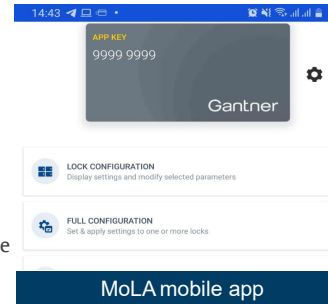 14:43
APP KEY
9999 9999
Gantner
LOCK CONFIGURATION
Display settings and modify selected parameters
FULL CONFIGURATION
Set & apply settings to one or more locks
e
MoLA mobile app